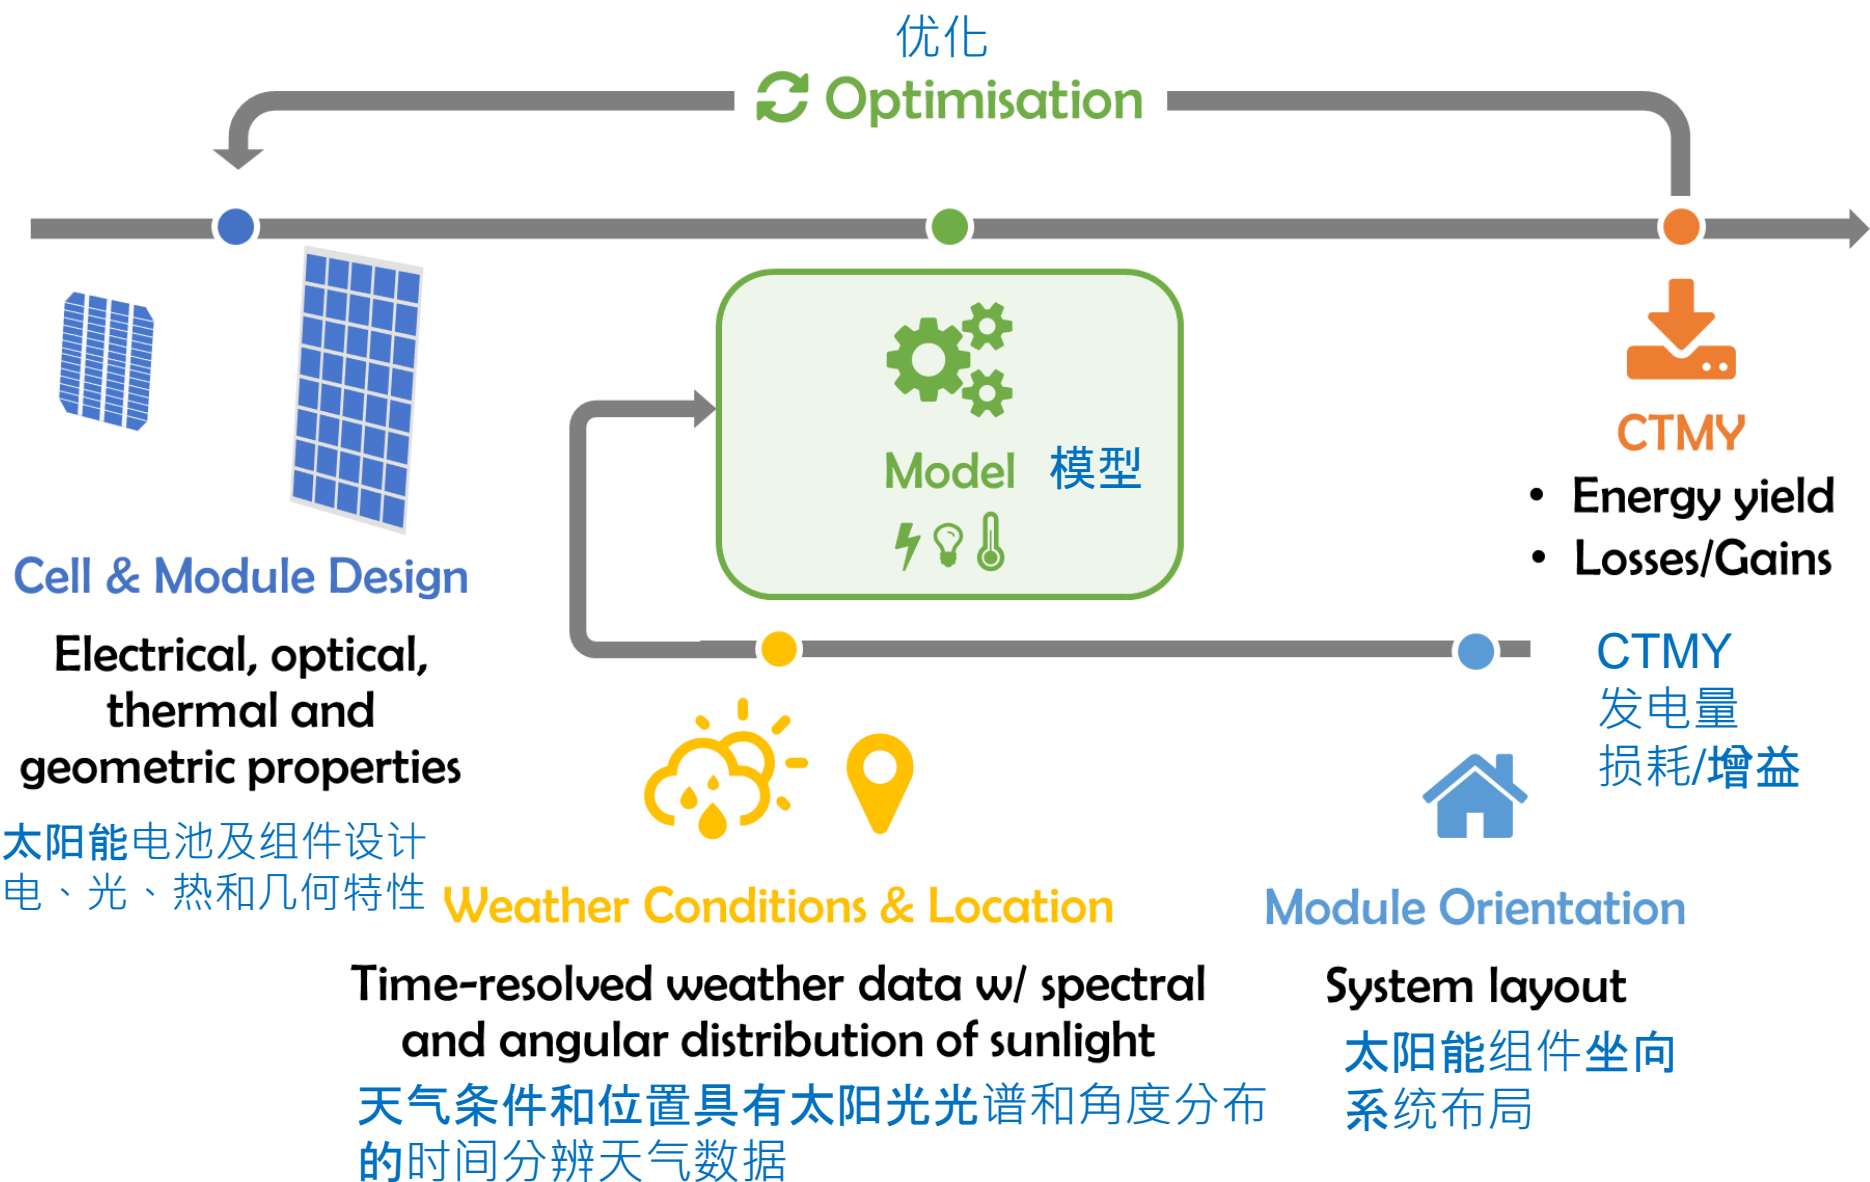 优化
Optimisation
Model 模型
CTMY
• Energy yield
• Losses/Gains
Cell & Module Design
Electrical, optical,
thermal and
geometric properties
太阳能电池及组件设计
电、光、热和几何特性
CTMY
发电量
损耗/增益
Weather Conditions & Location
Time-resolved weather data w/ spectral
and angular distribution of sunlight
天气条件和位置具有太阳光光谱和角度分布
的时间分辨天气数据
Module Orientation
System layout
太阳能组件坐向
系统布局